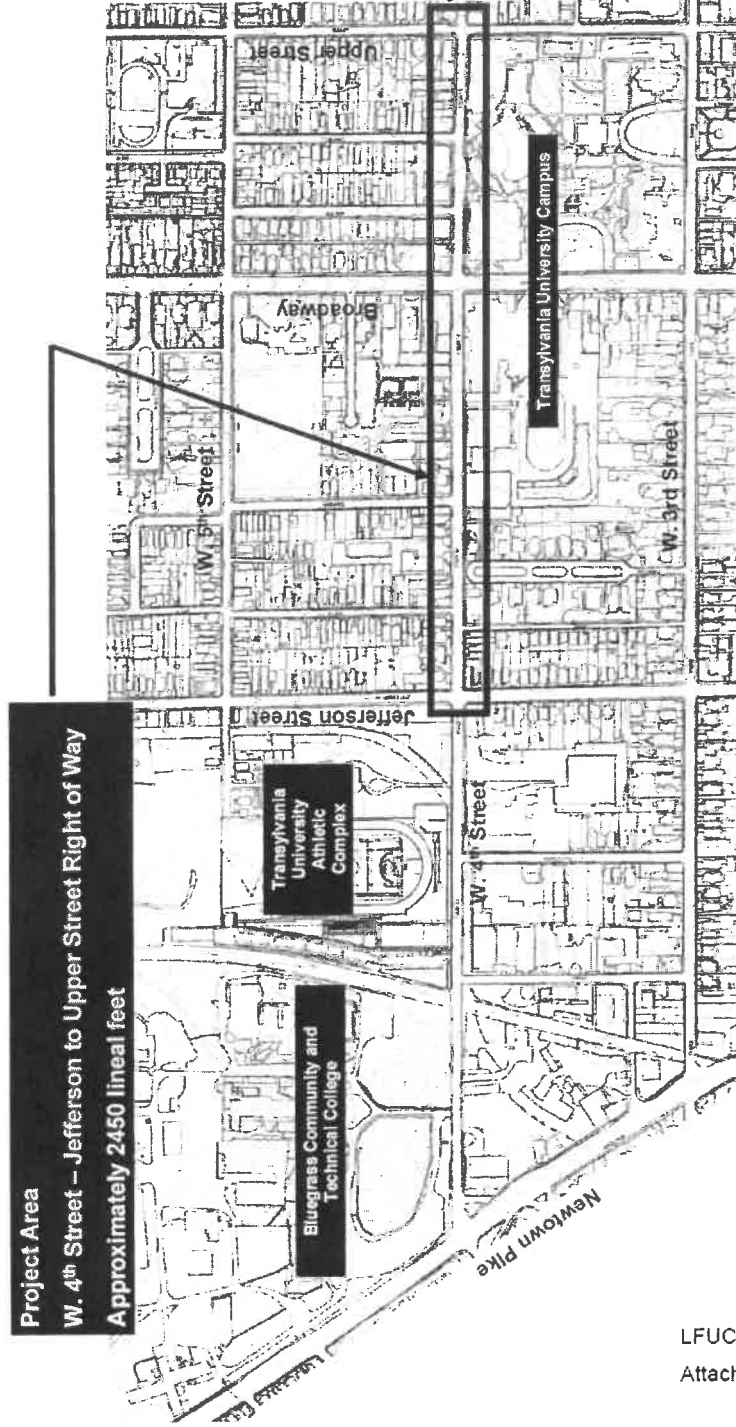 Project Area
W. 4th Street – Jefferson to Upper Street Right of Way
Approximately 2450 lineal feet
Upper Street
Broadway
W. 5th Street
Transylvania University Campus
W. 3rd Street
Jefferson Street
Transylvania
University
Athletic
Complex
W. 4th Street
Bluegrass Community and
Technical College
Newtown Pike
LFUC
Attach